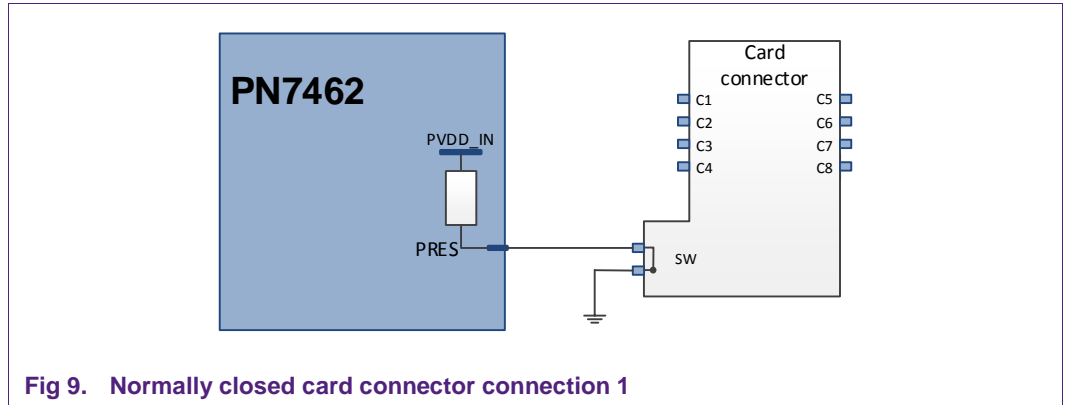 PN7462
PVDD_IN
PRES
Card
connector
C1
C2
C3
C4
C5
C6
C7
C8
SW
Fig 9. Normally closed card connector connection 1